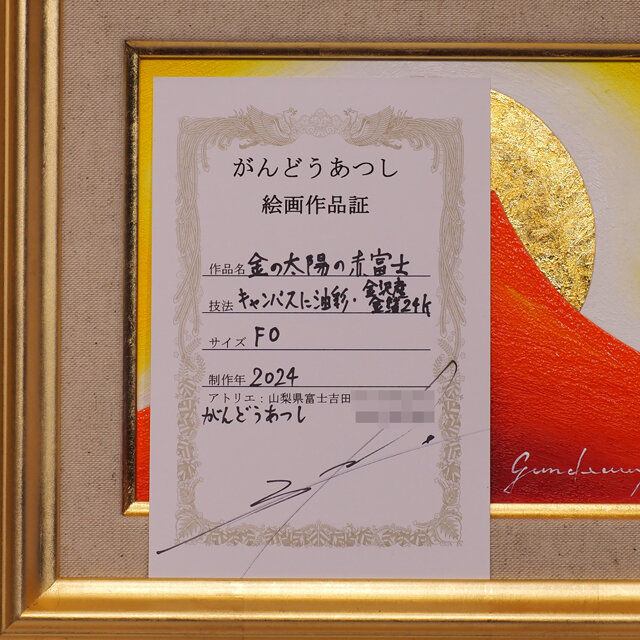 がんどうあつし
絵画作品証
作品名 金の太陽の赤富士
技法 キャンバスに油彩・金沢産金箔24K
サイズ F0
制作年 2024
アトリエ：山梨県富士吉田
がんどうあつし